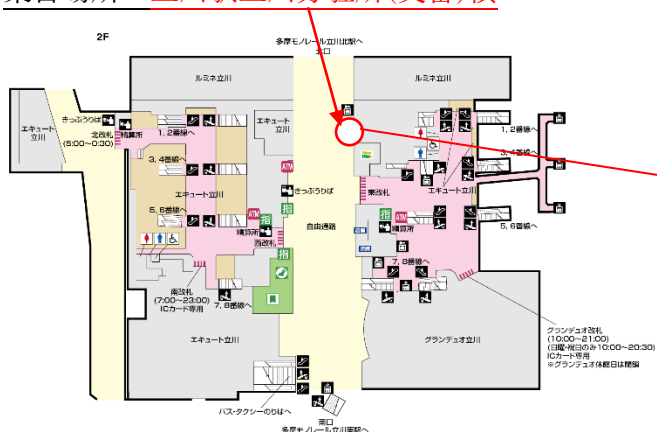 2F
多摩モノレール立川北駅へ
北口
ルミネ立川
ルミネ立川
きっぷうりば
北改札
精算所
(5:00~0:30)
エキュート
立川
1, 2番線へ
3, 4番線へ
エキュート立川
5, 6番線へ
エキュート
立川
ATM
きっぷうりば
指
ATM
指
精算所
西改札
指
自由通路
東改札
指
ATM
精算所
1, 2番線へ
3, 4番線へ
エキュート立川
5, 6番線へ
7, 8番線へ
南改札
(7:00~23:00)
ICカード専用
7, 8番線へ
エキュート立川
グランデュオ立川
グランデュオ改札
(10:00~21:00)
(日曜・祝日のみ10:00~20:30)
ICカード専用
※グランデュオ休館日は閉鎖
バス・タクシーのりばへ
南口
多摩モノレール立川南駅へ